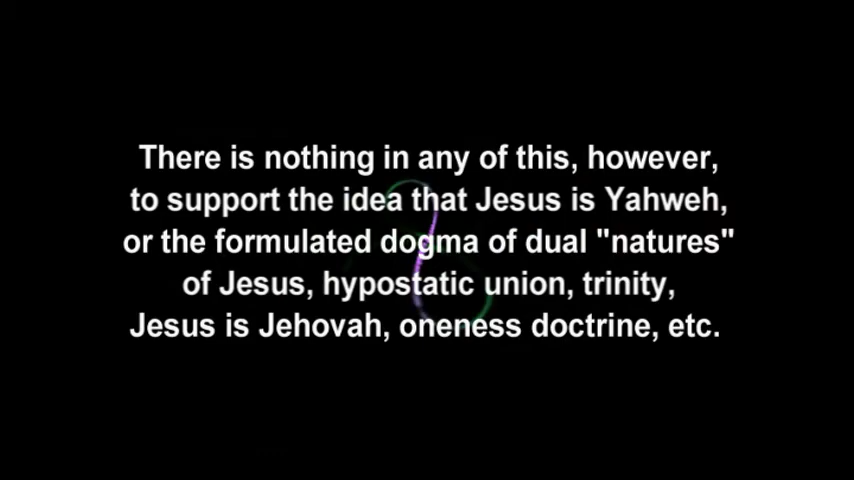 There is nothing in any of this, however,
to support the idea that Jesus is Yahweh,
or the formulated dogma of dual "natures"
of Jesus, hypostatic union, trinity,
Jesus is Jehovah, oneness doctrine, etc.